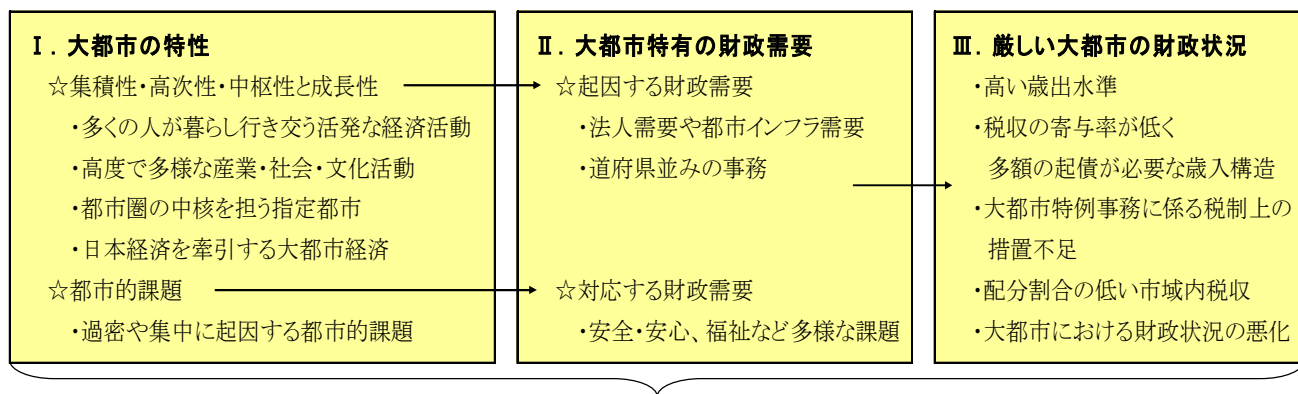 Ⅰ．大都市の特性
☆集積性・高次性・中枢性と成長性
・多くの人が暮らし行き交う活発な経済活動
・高度で多様な産業・社会・文化活動
・都市圏の中核を担う指定都市
・日本経済を牽引する大都市経済
☆都市的課題
・過密や集中に起因する都市的課題
Ⅱ．大都市特有の財政需要
☆起因する財政需要
・法人需要や都市インフラ需要
・道府県並みの事務
☆対応する財政需要
・安全・安心、福祉など多様な課題
Ⅲ．厳しい大都市の財政状況
・高い歳出水準
・税収の寄与率が低く
多額の起債が必要な歳入構造
・大都市特例事務に係る税制上の
措置不足
・配分割合の低い市域内税収
・大都市における財政状況の悪化